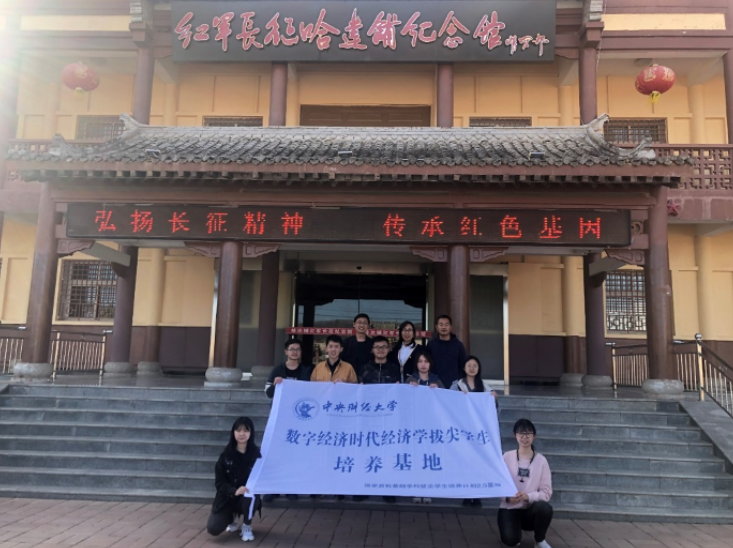 红军长征哈达铺纪念馆
弘扬长征精神 传承红色基因
中央财经大学
数字经济时代经济学拔尖学生
培养基地